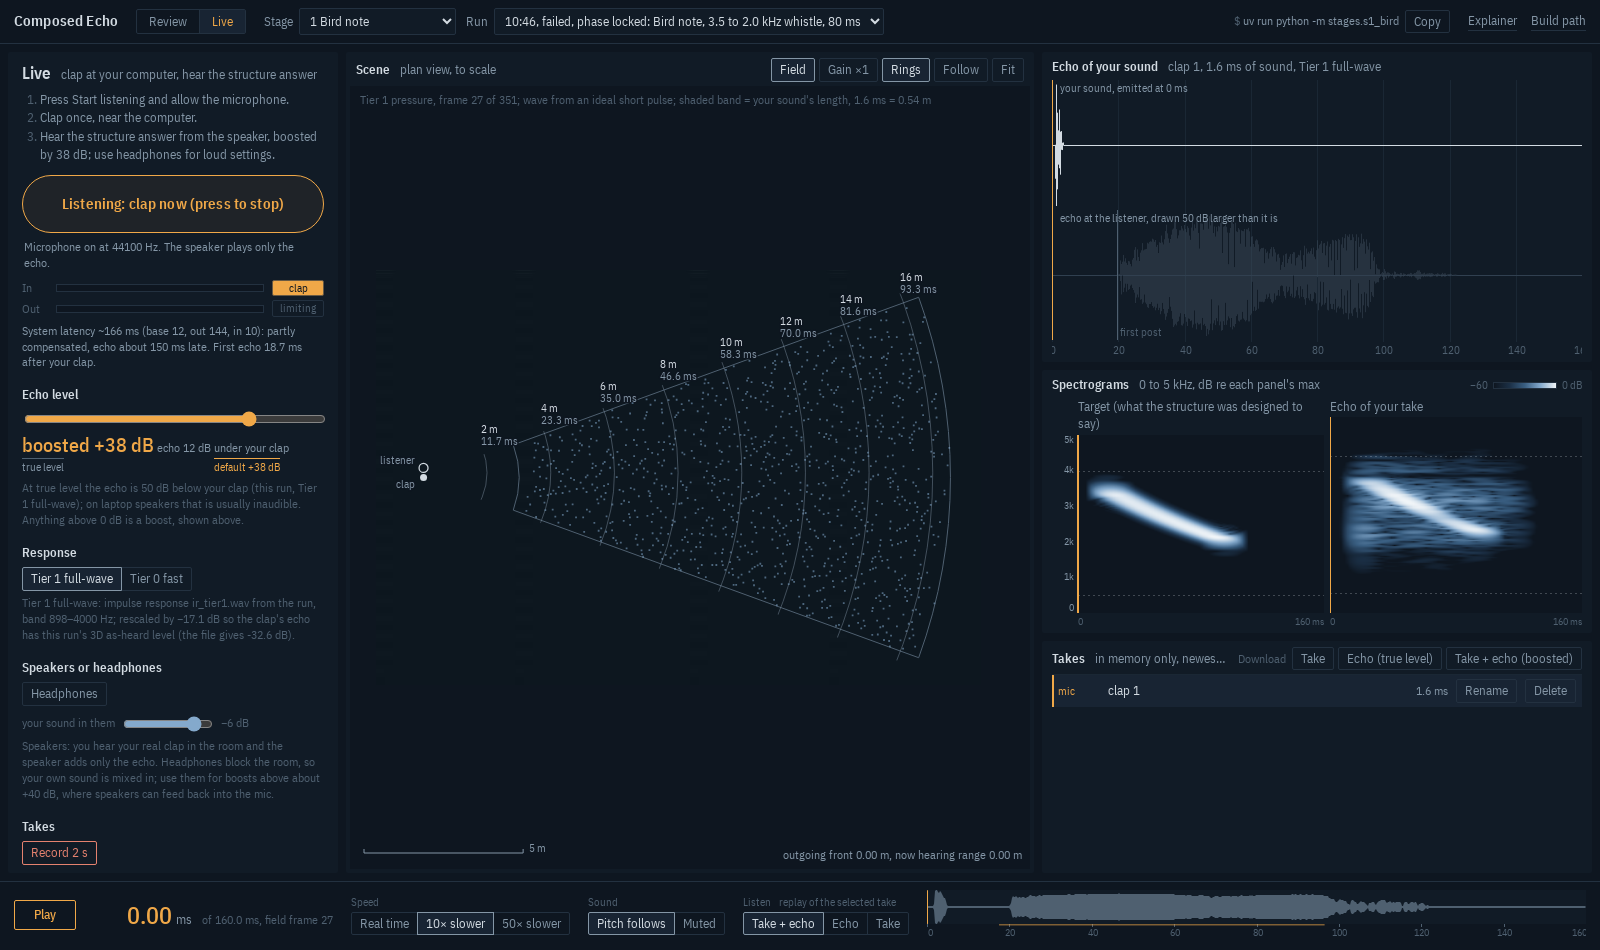 Composed Echo
Review
Live
Stage
1 Bird note
Run
10:46, failed, phase locked: Bird note, 3.5 to 2.0 kHz whistle, 80 ms
$ uv run python -m stages.s1_bird
Copy
Explainer
Build path
Live clap at your computer, hear the structure answer
1. Press Start listening and allow the microphone.
2. Clap once, near the computer.
3. Hear the structure answer from the speaker, boosted
by 38 dB; use headphones for loud settings.
Listening: clap now (press to stop)
Microphone on at 44100 Hz. The speaker plays only the
echo.
In
clap
Out
limiting
System latency ~166 ms (base 12, out 144, in 10): partly
compensated, echo about 150 ms late. First echo 18.7 ms
after your clap.
Echo level
boosted +38 dB echo 12 dB under your clap
true level
default +38 dB
At true level the echo is 50 dB below your clap (this run, Tier
1 full-wave); on laptop speakers that is usually inaudible.
Anything above 0 dB is a boost, shown above.
Response
Tier 1 full-wave
Tier 0 fast
Tier 1 full-wave: impulse response ir_tier1.wav from the run,
band 898–4000 Hz; rescaled by −17.1 dB so the clap's echo
has this run's 3D as-heard level (the file gives -32.6 dB).
Speakers or headphones
Headphones
your sound in them
−6 dB
Speakers: you hear your real clap in the room and the
speaker adds only the echo. Headphones block the room, so
your own sound is mixed in; use them for boosts above about
+40 dB, where speakers can feed back into the mic.
Takes
Record 2 s
Scene plan view, to scale
Field
Gain ×1
Rings
Follow
Fit
Tier 1 pressure, frame 27 of 351; wave from an ideal short pulse; shaded band = your sound's length, 1.6 ms = 0.54 m
16 m
93.3 ms
14 m
81.6 ms
12 m
70.0 ms
10 m
58.3 ms
8 m
46.6 ms
6 m
35.0 ms
4 m
23.3 ms
2 m
11.7 ms
listener
clap
5 m
outgoing front 0.00 m, now hearing range 0.00 m
Echo of your sound clap 1, 1.6 ms of sound, Tier 1 full-wave
your sound, emitted at 0 ms
echo at the listener, drawn 50 dB larger than it is
first post
20 40 60 80 100 120 140
Spectrograms 0 to 5 kHz, dB re each panel's max
−60
0 dB
Target (what the structure was designed to
say)
Echo of your take
5k
4k
3k
2k
1k
0
0 160 ms
0 160 ms
Takes in memory only, newes...
Download
Take
Echo (true level)
Take + echo (boosted)
mic
clap 1
1.6 ms
Rename
Delete
Play
0.00 ms of 160.0 ms, field frame 27
Speed
Real time
10× slower
50× slower
Sound
Pitch follows
Muted
Listen replay of the selected take
Take + echo
Echo
Take
0 20 40 60 80 100 120 140